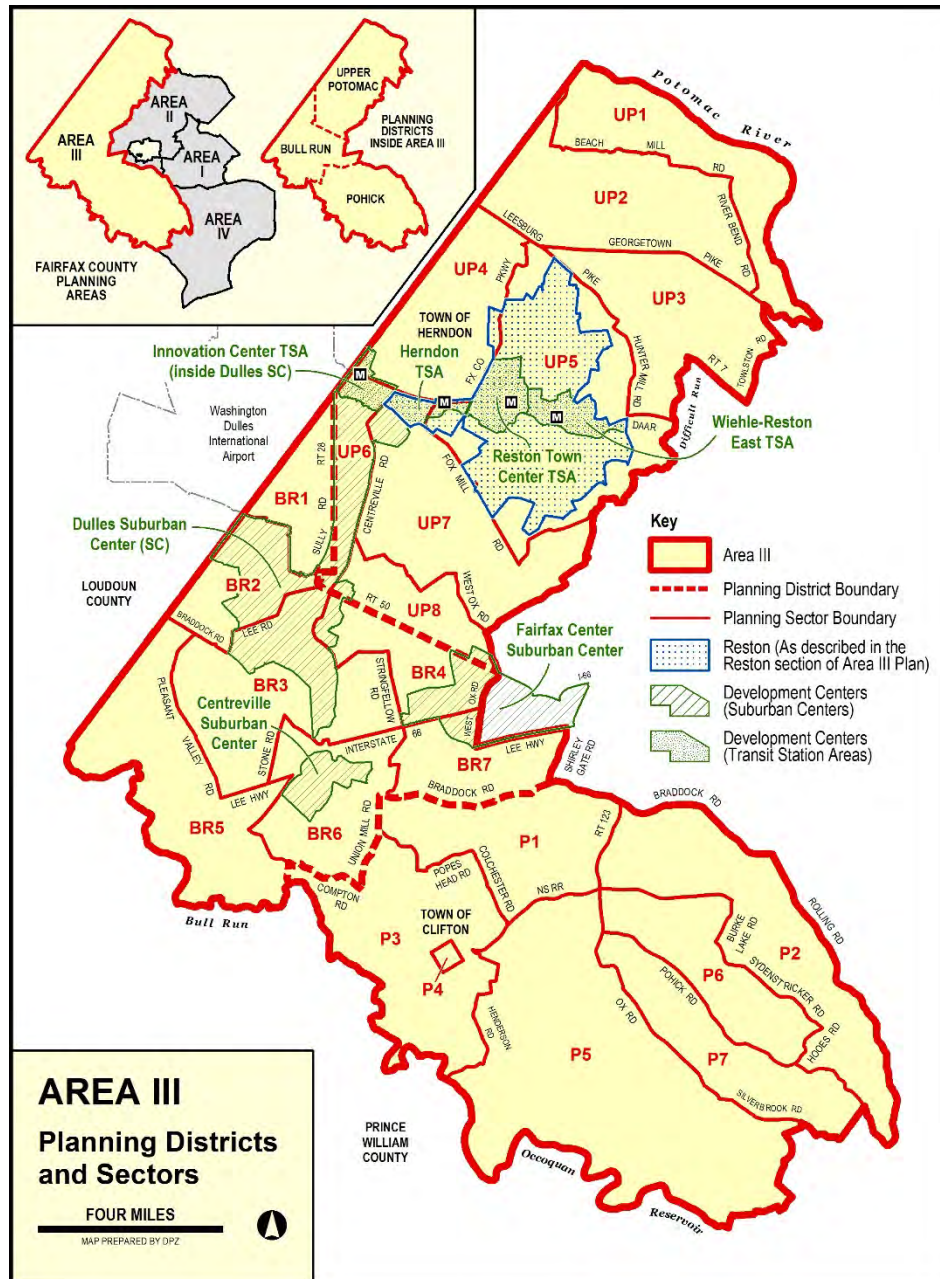 AREA
II
AREA
III
AREA
I
AREA
IV
FAIRFAX COUNTY
PLANNING
AREAS
UPPER
POTOMAC
PLANNING
DISTRICTS
INSIDE AREA III
BULL RUN
POHICK
Potomac River
UP1
BEACH MILL RD
UP2
RIVER BEND RD
LEESBURG PIKE
GEORGETOWN PIKE
UP4
FX CO PKWY
UP3
TOWN OF
HERNDON
UP5
HUNTER MILL RD
RT 7
TOWLSTON RD
Innovation Center TSA
(inside Dulles SC)
Herndon
TSA
M
M
M
M
DAAR
Difficult Run
Wiehle-Reston
East TSA
Reston Town
Center TSA
Washington
Dulles
International
Airport
RT 28
SULLY RD
UP6
CENTREVILLE RD
FOX MILL RD
BR1
UP7
Dulles Suburban
Center (SC)
LOUDOUN
COUNTY
BR2
RT 50
UP8
WEST OX RD
BRADDOCK RD
LEE RD
Fairfax Center
Suburban Center
I-66
BR3
STRINGFELLOW RD
BR4
WEST OX RD
PLEASANT VALLEY RD
Centreville
Suburban
Center
STONE RD
INTERSTATE 66
LEE HWY
SHIRLEY GATE RD
BR7
BRADDOCK RD
LEE HWY
BR5
BR6
UNION MILL RD
COMPTON RD
Bull Run
BRADDOCK RD
P1
RT 123
POPES HEAD RD
COLCHESTER RD
NS RR
ROLLING RD
TOWN OF
CLIFTON
P3
P4
BURKE LAKE RD
P2
P6
SYDENSTRICKER RD
POHICK RD
OX RD
HOOES RD
HENDERSON RD
P5
P7
SILVERBROOK RD
PRINCE
WILLIAM
COUNTY
Occoquan
Reservoir
Key
Area III
Planning District Boundary
Planning Sector Boundary
Reston (As described in the
Reston section of Area III Plan)
Development Centers
(Suburban Centers)
Development Centers
(Transit Station Areas)
AREA III
Planning Districts
and Sectors
FOUR MILES
MAP PREPARED BY DPZ